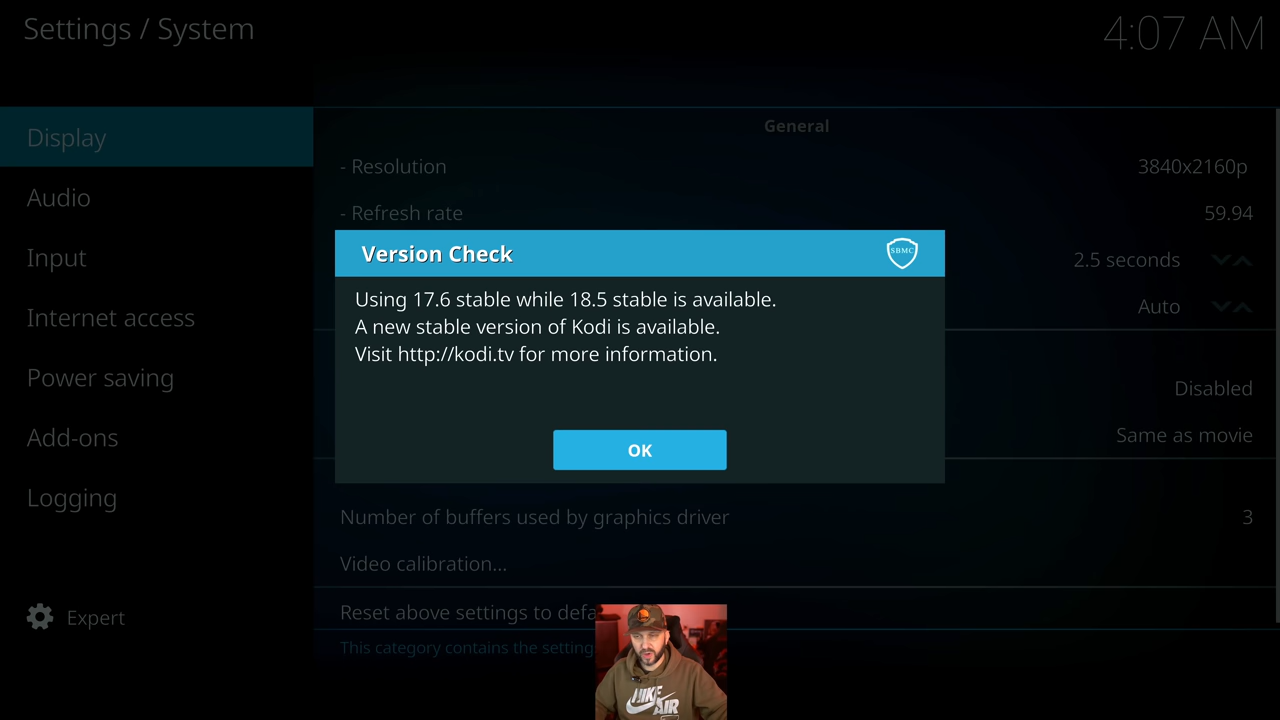 Settings / System
4:07 AM
Display
Audio
Input
Internet access
Power saving
Add-ons
Logging
Expert
General
- Resolution 3840x2160p
- Refresh rate 59.94
2.5 seconds
Auto
Version Check
SBMC
Using 17.6 stable while 18.5 stable is available.
A new stable version of Kodi is available.
Visit http://kodi.tv for more information.
OK
Disabled
Same as movie
Number of buffers used by graphics driver 3
Video calibration...
Reset above settings to defa
This category contains the setting
NIKE
AIR